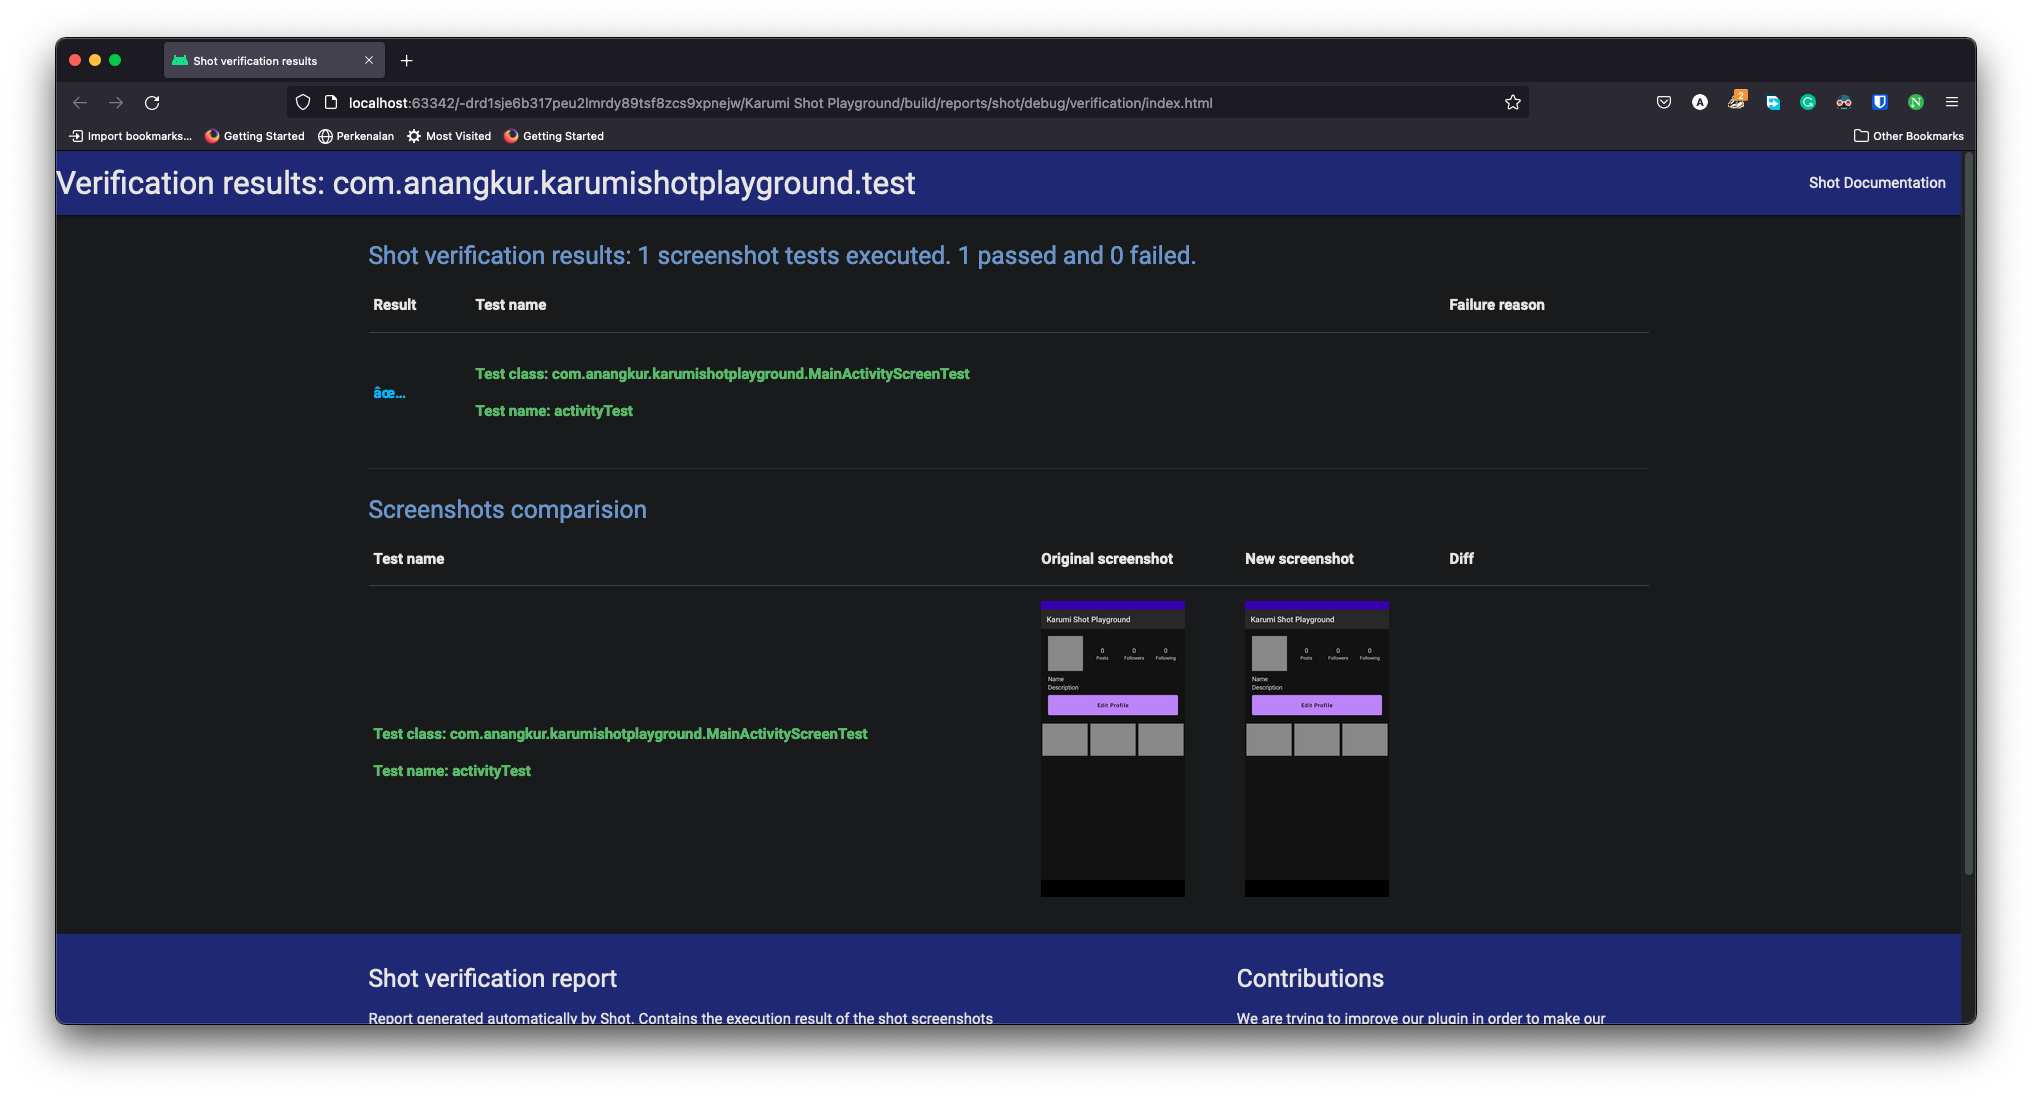 Shot verification results
localhost:63342/-drd1sje6b317peu2lmrdy89tsf8zcs9xpnejw/Karumi Shot Playground/build/reports/shot/debug/verification/index.html
A
2
G
N
Import bookmarks...
Getting Started
Perkenalan
Most Visited
Getting Started
Other Bookmarks
Verification results: com.anangkur.karumishotplayground.test
Shot Documentation
Shot verification results: 1 screenshot tests executed. 1 passed and 0 failed.
Result
Test name
Failure reason
âœ…
Test class: com.anangkur.karumishotplayground.MainActivityScreenTest
Test name: activityTest
Screenshots comparision
Test name
Original screenshot
New screenshot
Diff
Test class: com.anangkur.karumishotplayground.MainActivityScreenTest
Test name: activityTest
Karumi Shot Playground
0 0 0
Posts Followers Following
Name
Description
Edit Profile
Karumi Shot Playground
0 0 0
Posts Followers Following
Name
Description
Edit Profile
Shot verification report
Report generated automatically by Shot. Contains the execution result of the shot screenshots
Contributions
We are trying to improve our plugin in order to make our